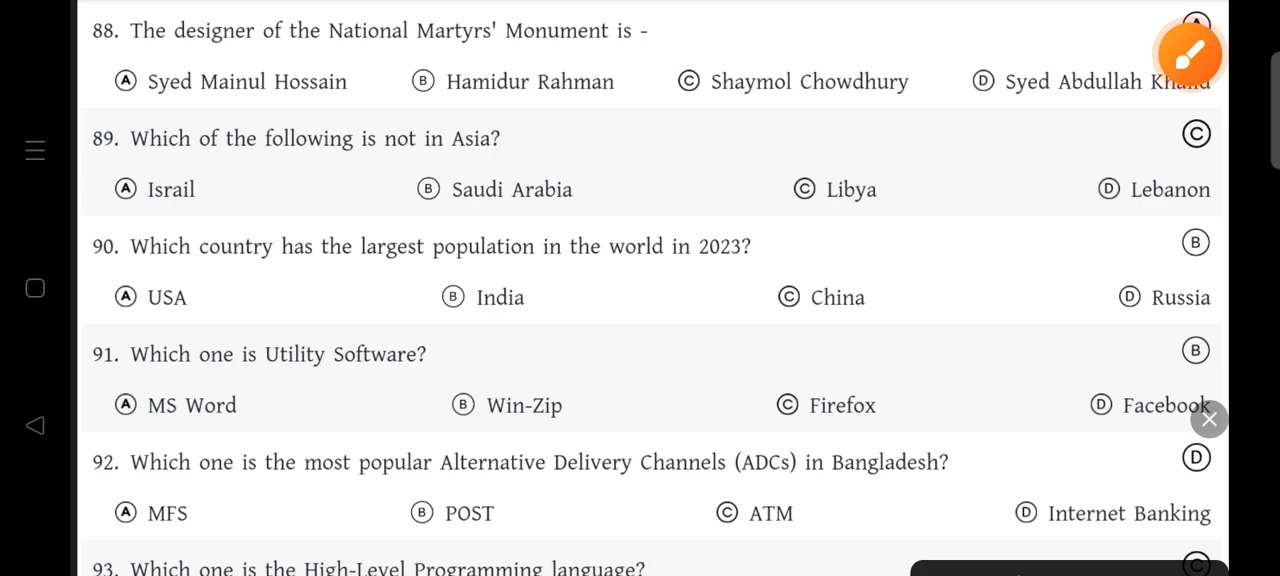 88. The designer of the National Martyrs' Monument is - A
A Syed Mainul Hossain B Hamidur Rahman C Shaymol Chowdhury D Syed Abdullah
89. Which of the following is not in Asia? C
A Israil B Saudi Arabia C Libya D Lebanon
90. Which country has the largest population in the world in 2023? B
A USA B India C China D Russia
91. Which one is Utility Software? B
A MS Word B Win-Zip C Firefox D Facebook
92. Which one is the most popular Alternative Delivery Channels (ADCs) in Bangladesh? D
A MFS B POST C ATM D Internet Banking
93. Which one is the High-Level Programming language? C